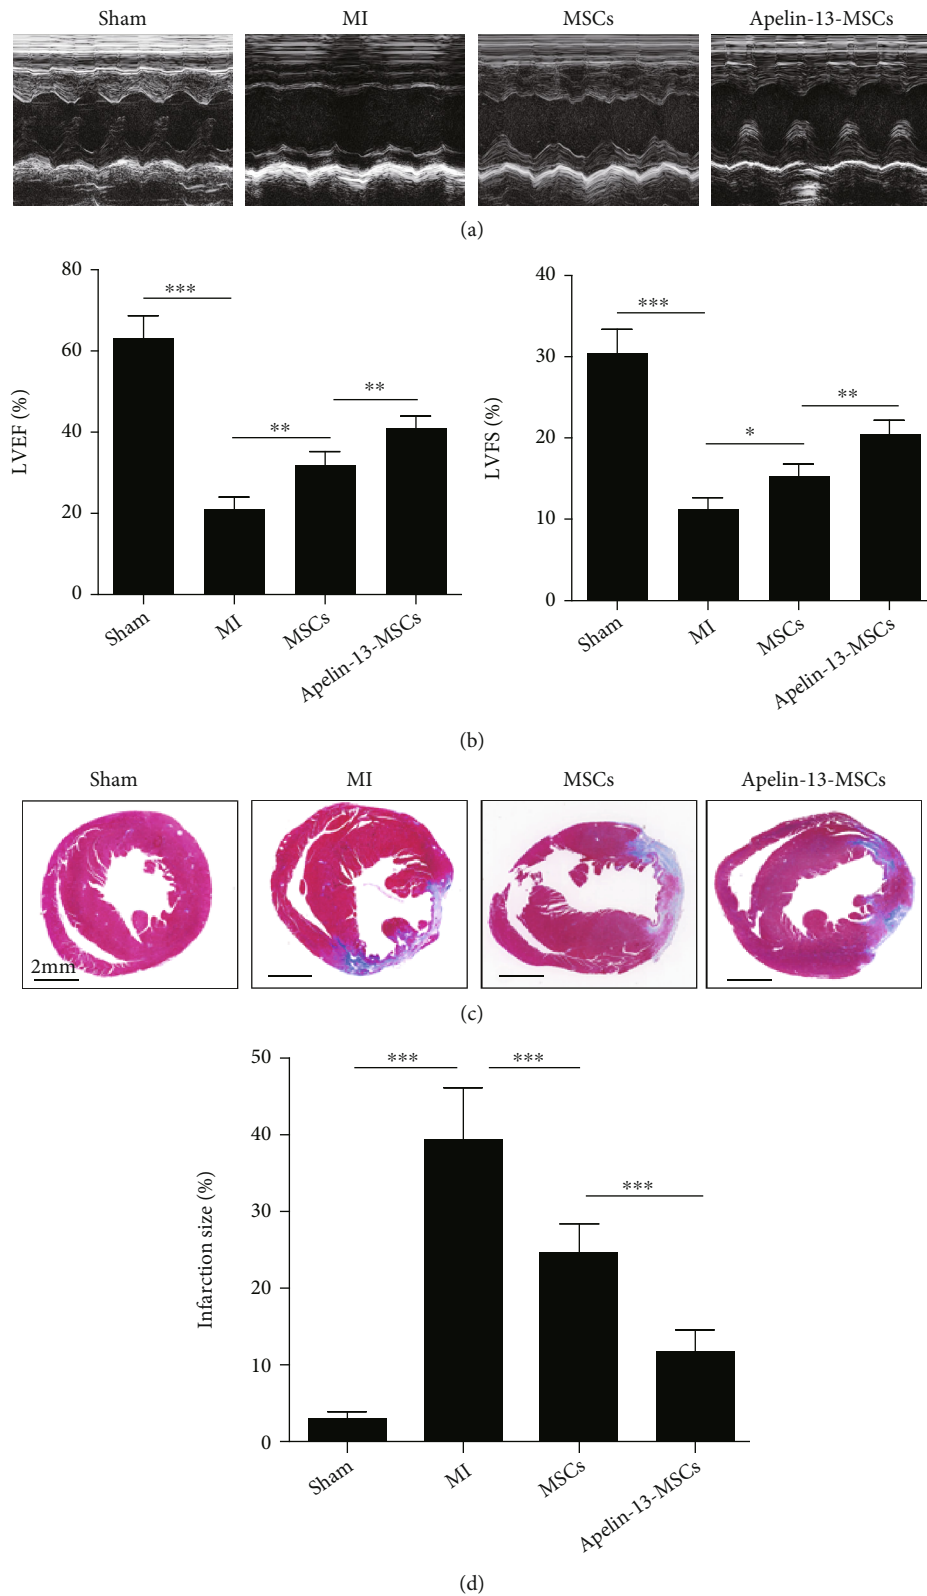 Sham MI MSCs Apelin-13-MSCs
(a)
80
60
40
20
0
LVEF (%)
***
**
**
Sham
MI
MSCs
Apelin-13-MSCs
40
30
20
10
0
LVFS (%)
***
*
**
Sham
MI
MSCs
Apelin-13-MSCs
(b)
Sham MI MSCs Apelin-13-MSCs
2mm
(c)
50
40
30
20
10
0
Infarction size (%)
***
***
***
Sham
MI
MSCs
Apelin-13-MSCs
(d)